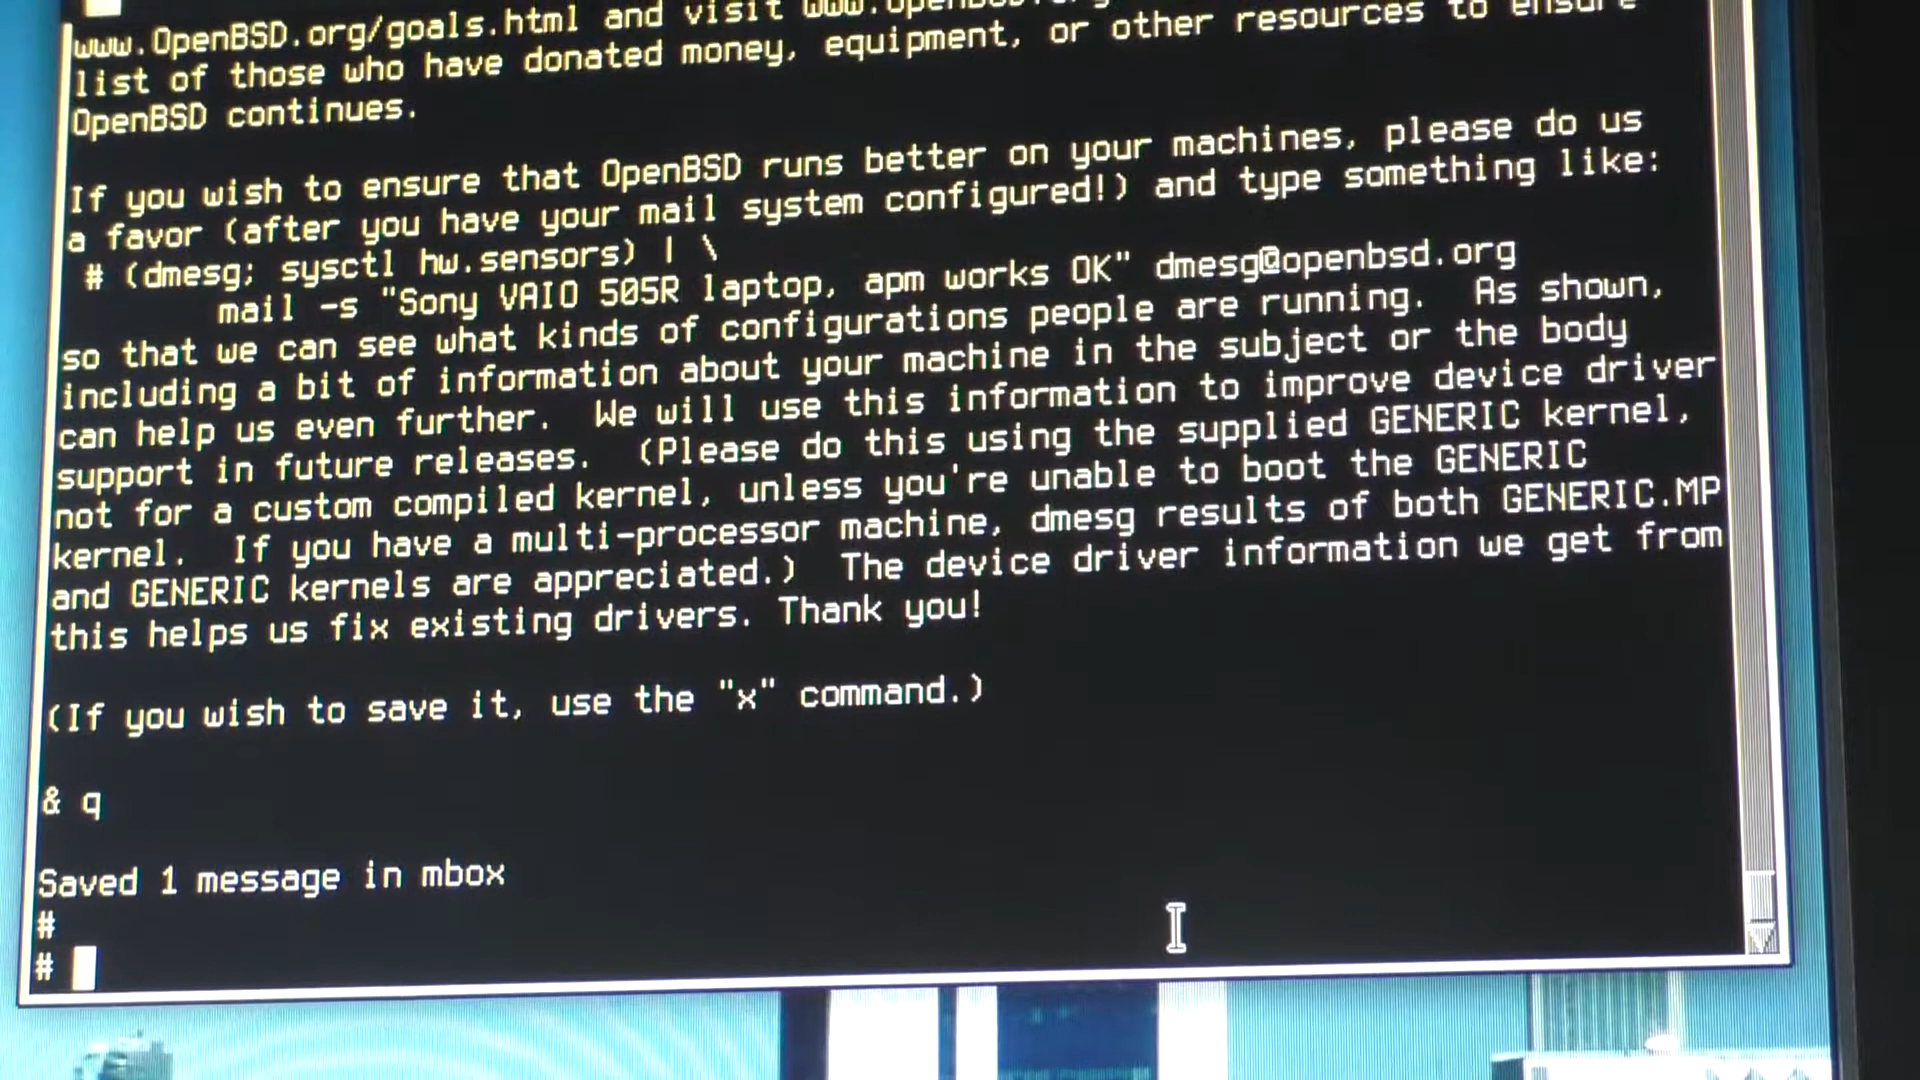 www.OpenBSD.org/goals.html and visit
list of those who have donated money, equipment, or other resources to ensure
OpenBSD continues.
If you wish to ensure that OpenBSD runs better on your machines, please do us
a favor (after you have your mail system configured!) and type something like:
# (dmesg; sysctl hw.sensors) | \
mail -s "Sony VAIO 505R laptop, apm works OK" dmesg@openbsd.org
so that we can see what kinds of configurations people are running.  As shown,
including a bit of information about your machine in the subject or the body
can help us even further.  We will use this information to improve device driver
support in future releases.  (Please do this using the supplied GENERIC kernel,
not for a custom compiled kernel, unless you're unable to boot the GENERIC
kernel.  If you have a multi-processor machine, dmesg results of both GENERIC.MP
and GENERIC kernels are appreciated.)  The device driver information we get from
this helps us fix existing drivers. Thank you!
(If you wish to save it, use the "x" command.)
& q
Saved 1 message in mbox
#
#